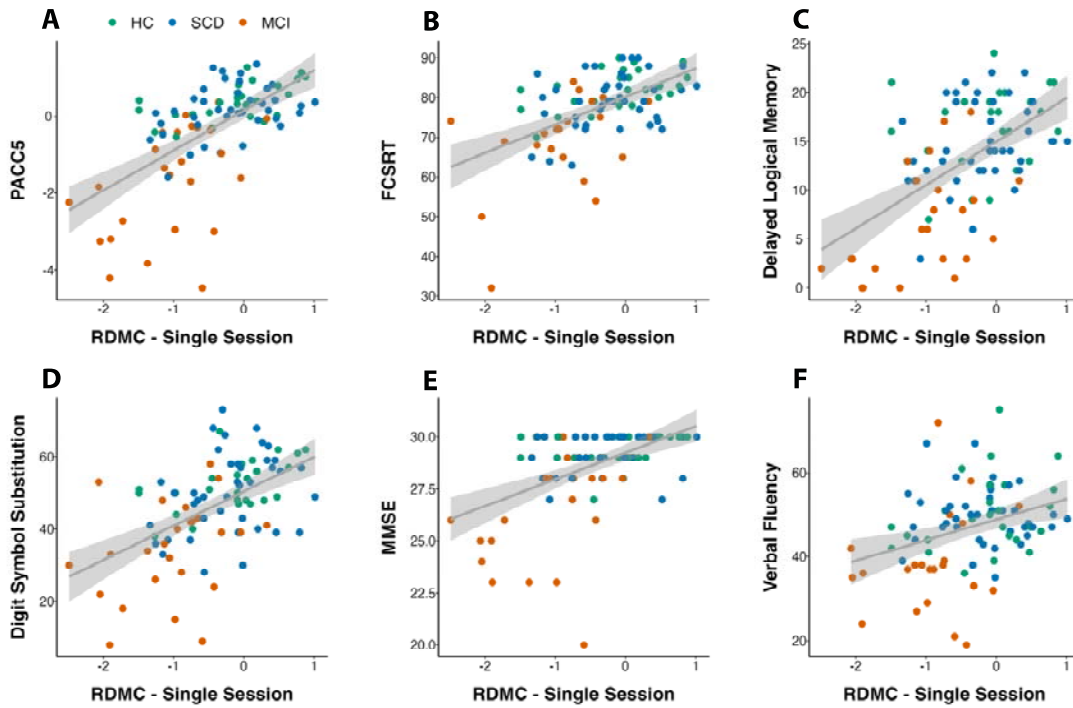 A
HC SCD MCI
PACC5
0
-2
-4
-2 -1 0 1
RDMC - Single Session
B
FCSRT
90
80
70
60
50
40
30
-2 -1 0 1
RDMC - Single Session
C
Delayed Logical Memory
25
20
15
10
5
0
-2 -1 0 1
RDMC - Single Session
D
Digit Symbol Substitution
60
40
20
-2 -1 0 1
RDMC - Single Session
E
MMSE
30.0
27.5
25.0
22.5
20.0
-2 -1 0 1
RDMC - Single Session
F
Verbal Fluency
60
40
20
-2 -1 0 1
RDMC - Single Session